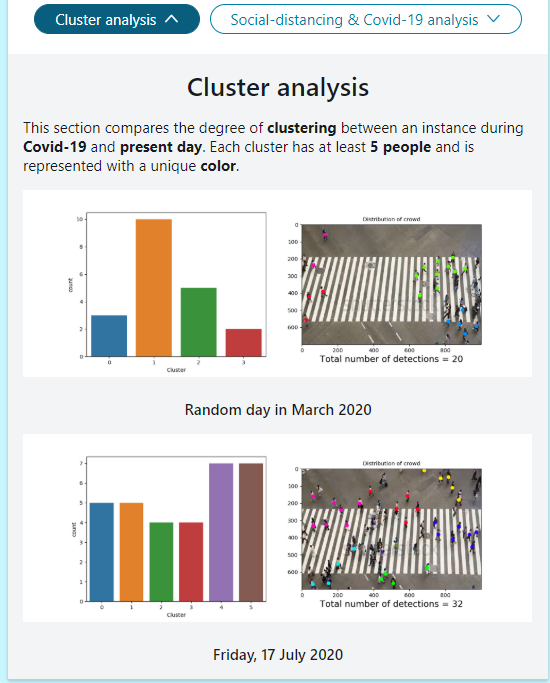 Cluster analysis
Social-distancing & Covid-19 analysis
Cluster analysis
This section compares the degree of clustering between an instance during
Covid-19 and present day. Each cluster has at least 5 people and is
represented with a unique color.
10
8
6
4
2
0
count
0 1 2 3
Cluster
Distribution of crowd
0
100
200
300
400
500
600
0 200 400 600 800
Total number of detections = 20
Random day in March 2020
7
6
5
4
3
2
1
0
count
0 1 2 3 4 5
Cluster
Distribution of crowd
0
100
200
300
400
500
600
0 200 400 600 800
Total number of detections = 32
Friday, 17 July 2020